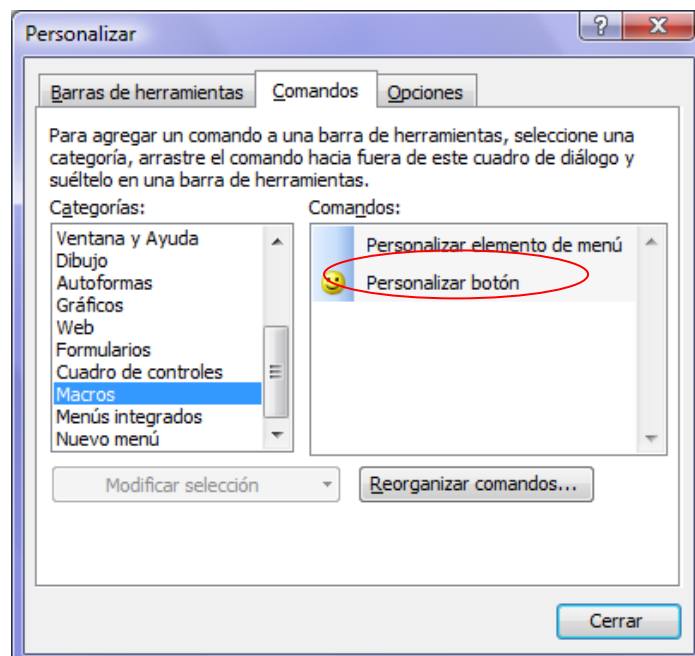 Personalizar
Barras de herramientas Comandos Opciones
Para agregar un comando a una barra de herramientas, seleccione una
categoría, arrastre el comando hacia fuera de este cuadro de diálogo y
suéltelo en una barra de herramientas.
Categorías:
Ventana y Ayuda
Dibujo
Autoformas
Gráficos
Web
Formularios
Cuadro de controles
Macros
Menús integrados
Nuevo menú
Comandos:
Personalizar elemento de menú
Personalizar botón
Modificar selección
Reorganizar comandos...
Cerrar